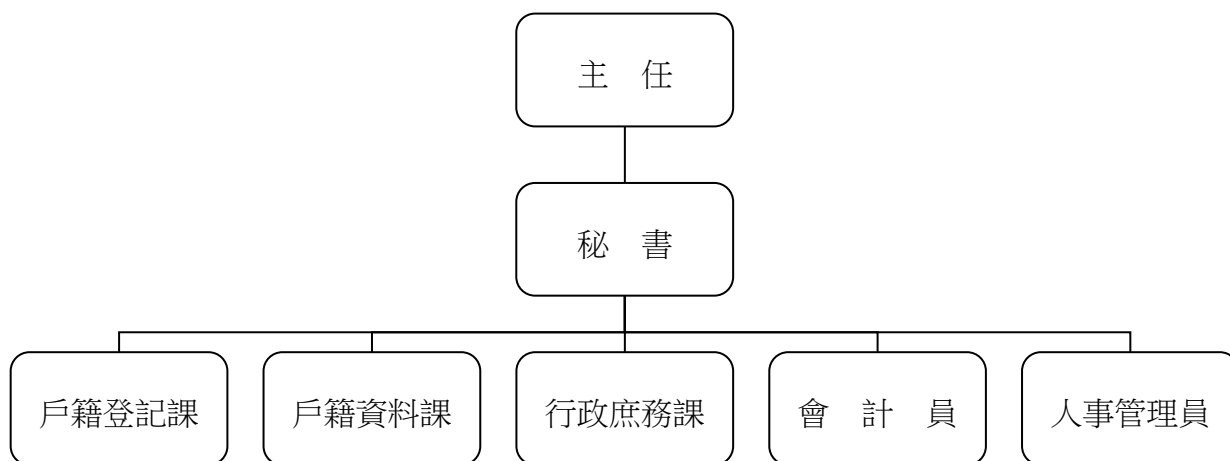 主　任
秘　書
戶籍登記課
戶籍資料課
行政庶務課
會　計　員
人事管理員